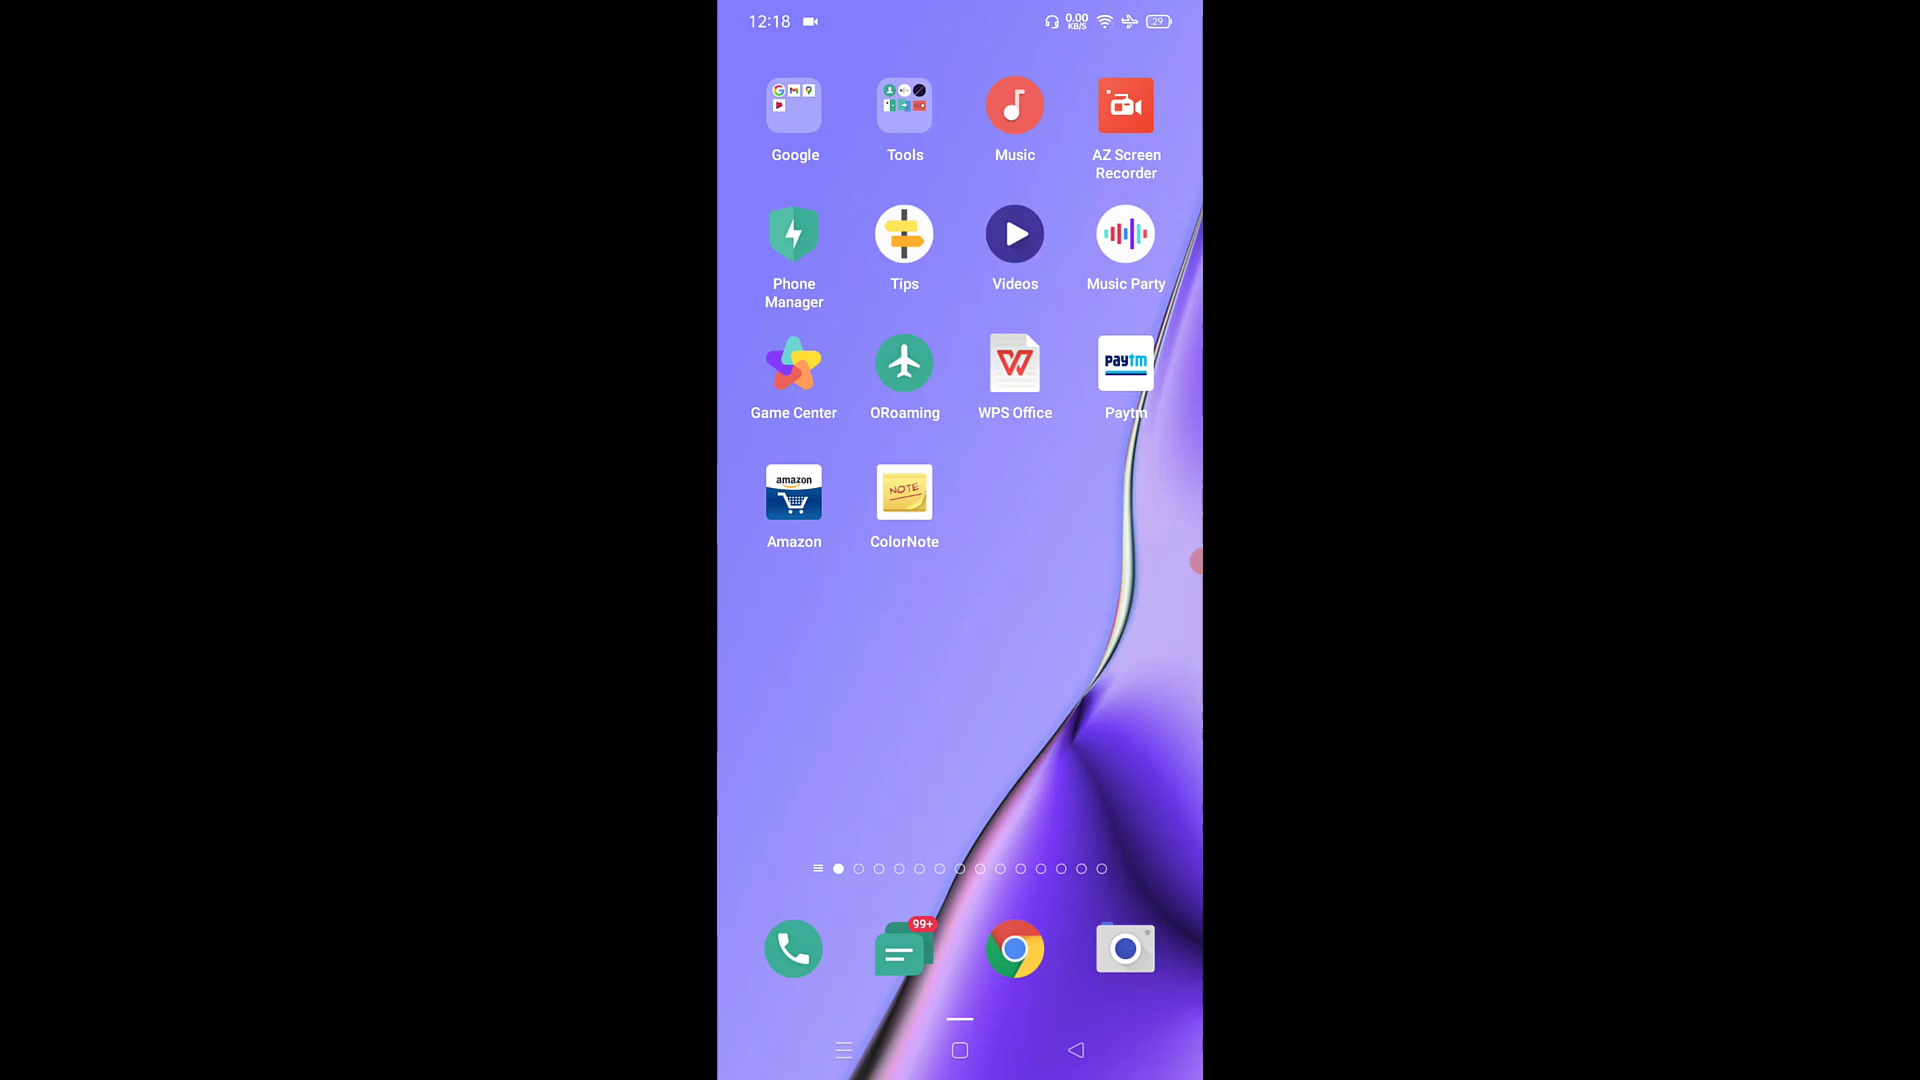 12:18 0.00 29
KB/S
Google Tools Music AZ Screen
Recorder
Phone Tips Videos Music Party
Manager
paytm
Game Center ORoaming WPS Office Paytm
amazon NOTE
Amazon ColorNote
99+